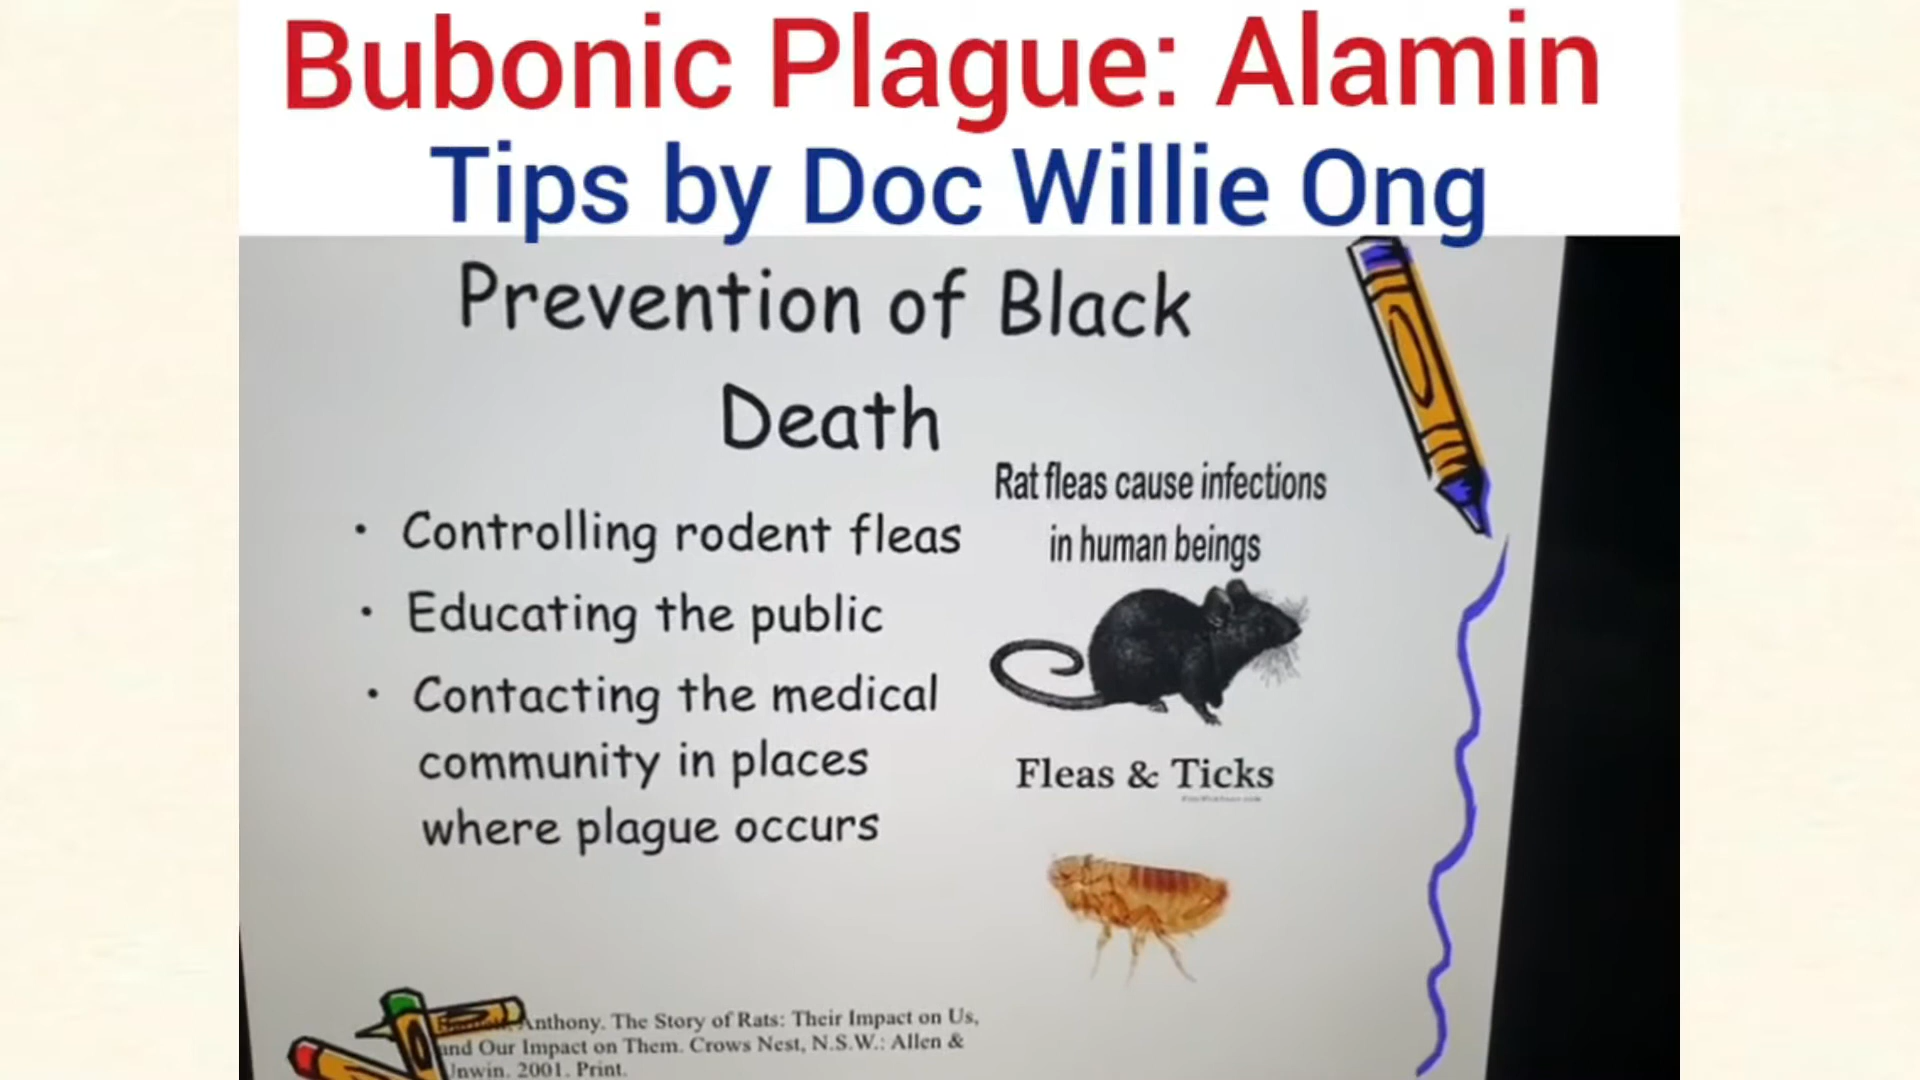 Bubonic Plague: Alamin
Tips by Doc Willie Ong
Prevention of Black
Death
• Controlling rodent fleas
• Educating the public
• Contacting the medical
community in places
where plague occurs
Rat fleas cause infections
in human beings
Fleas & Ticks
Anthony. The Story of Rats: Their Impact on Us,
and Our Impact on Them. Crows Nest, N.S.W.: Allen &
Unwin. 2001. Print.